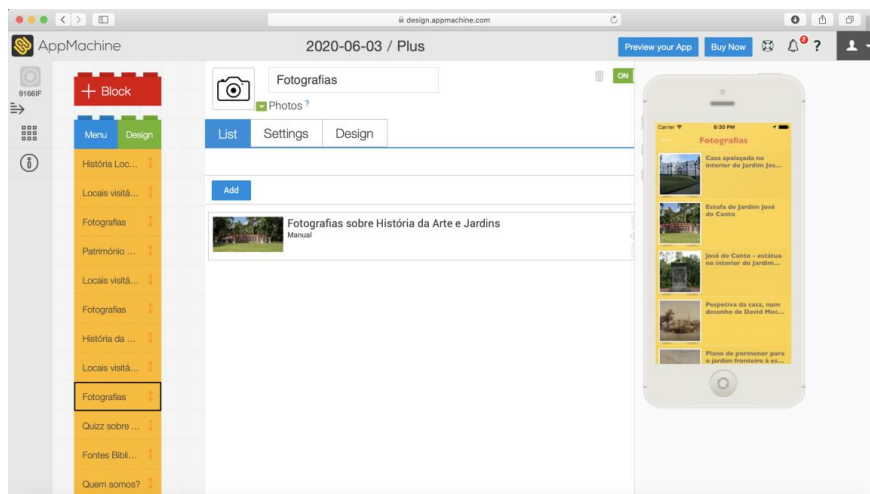 design.appmachine.com
AppMachine
2020-06-03 / Plus
Preview your App
Buy Now
2
?
9166IF
+ Block
Menu
Design
História Loc...
Locais visitá...
Fotografias
Património ...
Locais visitá...
Fotografias
História da ...
Locais visitá...
Fotografias
Quizz sobre ...
Fontes Bibli...
Quem somos?
Fotografias
ON
Photos ?
List
Settings
Design
Add
Fotografias sobre História da Arte e Jardins
Manual
Carrier
6:30 PM
Fotografias
Casa apalaçada no
interior do Jardim Jos...
Estufa do Jardim José
do Canto
José do Canto - estátua
no interior do Jardim...
Pespetiva da casa, num
desenho de David Moc...
Plano de pormenor para
o jardim fronteiro à es...